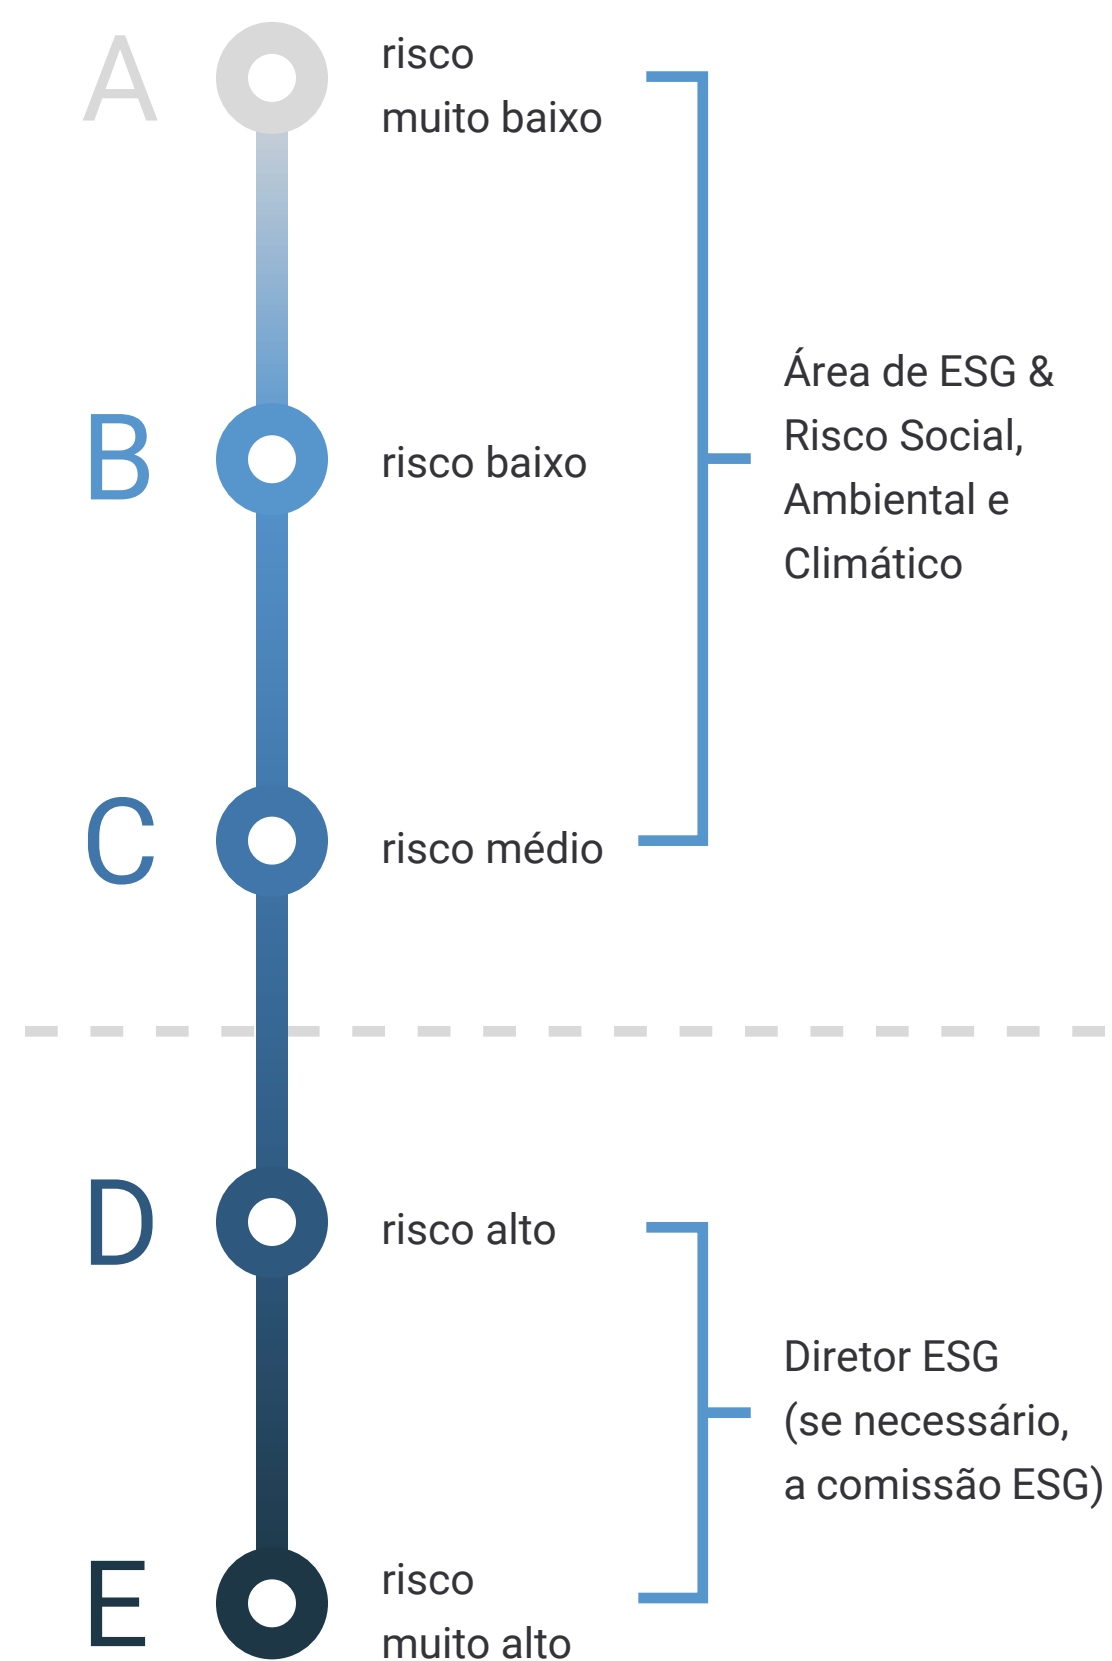 A
risco
muito baixo
B
risco baixo
Área de ESG &
Risco Social,
Ambiental e
Climático
C
risco médio
D
risco alto
Diretor ESG
(se necessário,
a comissão ESG)
E
risco
muito alto